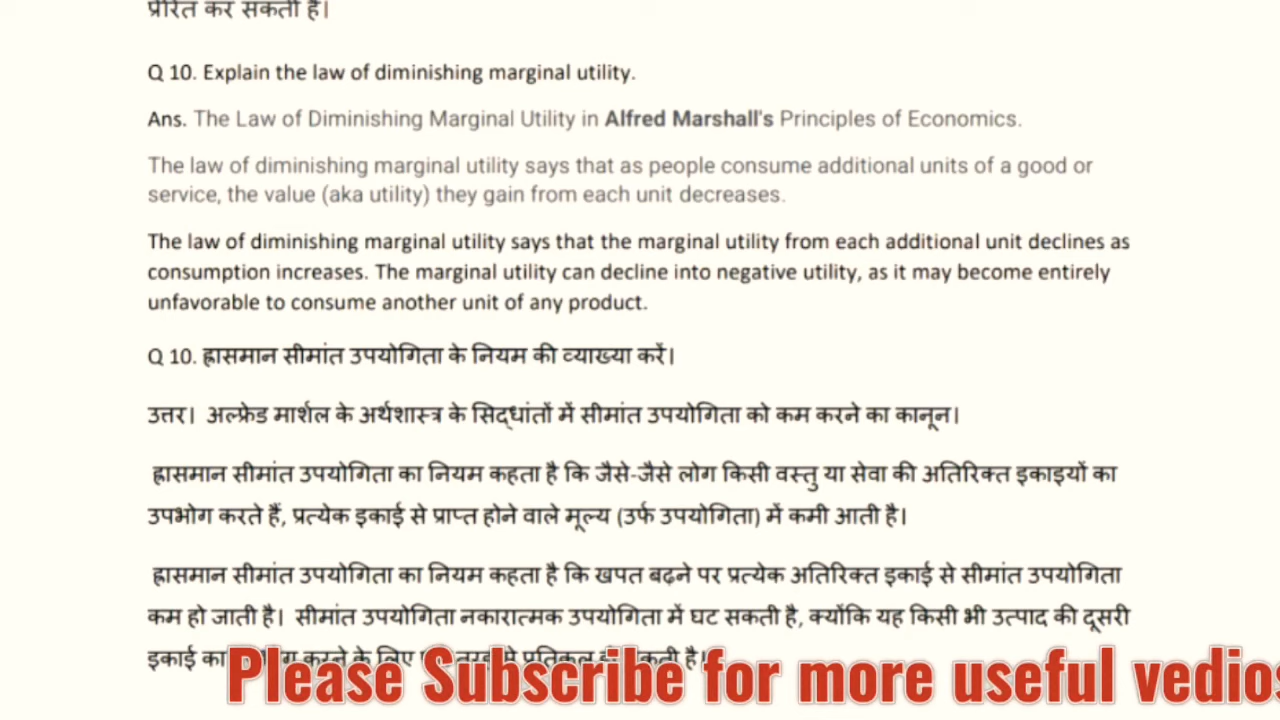 प्रेरित कर सकती है।
Q 10. Explain the law of diminishing marginal utility.
Ans. The Law of Diminishing Marginal Utility in Alfred Marshall's Principles of Economics.
The law of diminishing marginal utility says that as people consume additional units of a good or
service, the value (aka utility) they gain from each unit decreases.
The law of diminishing marginal utility says that the marginal utility from each additional unit declines as
consumption increases. The marginal utility can decline into negative utility, as it may become entirely
unfavorable to consume another unit of any product.
Q 10. ह्रासमान सीमांत उपयोगिता के नियम की व्याख्या करें।
उत्तर। अल्फ्रेड मार्शल के अर्थशास्त्र के सिद्धांतों में सीमांत उपयोगिता को कम करने का कानून।
ह्रासमान सीमांत उपयोगिता का नियम कहता है कि जैसे-जैसे लोग किसी वस्तु या सेवा की अतिरिक्त इकाइयों का
उपभोग करते हैं, प्रत्येक इकाई से प्राप्त होने वाले मूल्य (उर्फ उपयोगिता) में कमी आती है।
ह्रासमान सीमांत उपयोगिता का नियम कहता है कि खपत बढ़ने पर प्रत्येक अतिरिक्त इकाई से सीमांत उपयोगिता
कम हो जाती है। सीमांत उपयोगिता नकारात्मक उपयोगिता में घट सकती है, क्योंकि यह किसी भी उत्पाद की दूसरी
इकाई का करने के लिए प्रतिकूल सकती है।
Please Subscribe for more useful vedios